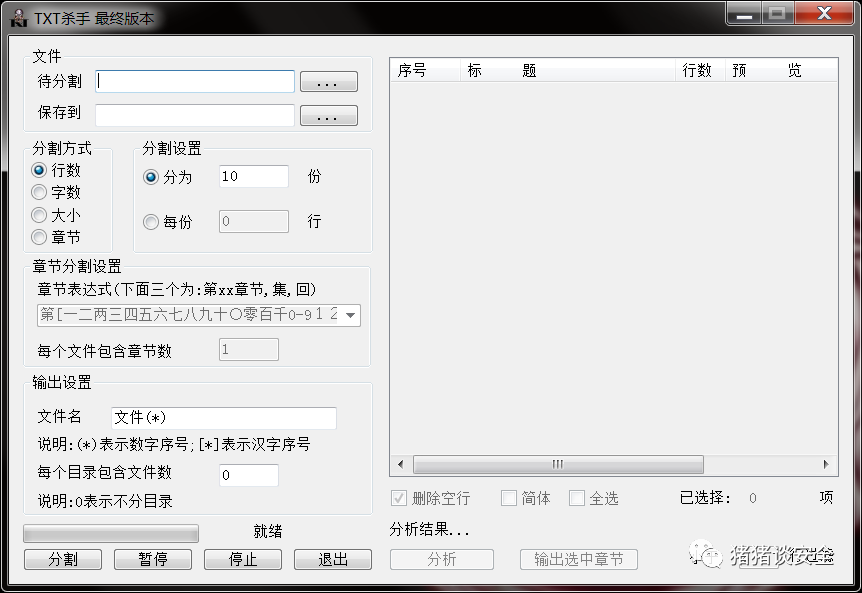 TXT杀手 最终版本
文件
待分割
...
保存到
...
分割方式
行数
字数
大小
章节
分割设置
分为 10 份
每份 0 行
章节分割设置
章节表达式(下面三个为:第xx章节,集,回)
第[一二两三四五六七八九十〇零百千0-9１２
每个文件包含章节数 1
输出设置
文件名 文件(*)
说明:(*)表示数字序号;[*]表示汉字序号
每个目录包含文件数 0
说明:0表示不分目录
就绪
分割 暂停 停止 退出
序号 标 题 行数 预 览
删除空行 简体 全选 已选择: 0 项
分析结果...
分析 输出选中章节
猪猪谈安全